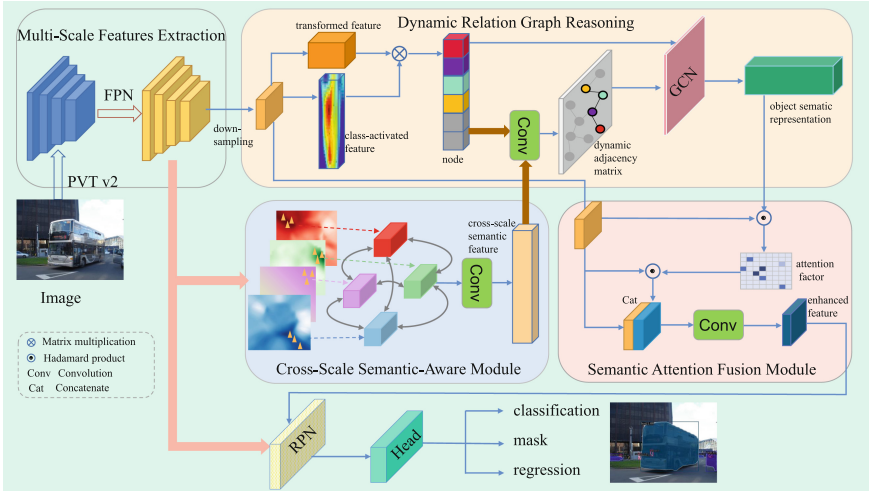 Multi-Scale Features Extraction
FPN
PVT v2
Image
down-
sampling
Dynamic Relation Graph Reasoning
transformed feature
class-activated
feature
node
Conv
dynamic
adjacency
matrix
GCN
object sematic
representation
cross-scale
semantic
feature
Conv
Cross-Scale Semantic-Aware Module
attention
factor
Cat
Conv
enhanced
feature
Semantic Attention Fusion Module
Matrix multiplication
Hadamard product
Conv Convolution
Cat Concatenate
RPN
Head
classification
mask
regression